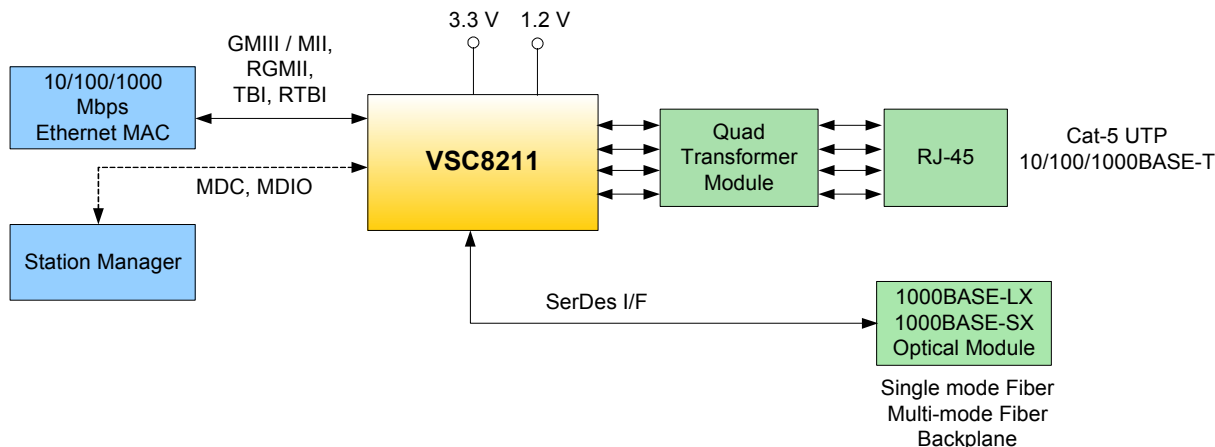 3.3 V
1.2 V
GMIII / MII,
RGMII,
TBI, RTBI
10/100/1000
Mbps
Ethernet MAC
VSC8211
Quad
Transformer
Module
RJ-45
Cat-5 UTP
10/100/1000BASE-T
MDC, MDIO
Station Manager
SerDes I/F
1000BASE-LX
1000BASE-SX
Optical Module
Single mode Fiber
Multi-mode Fiber
Backplane